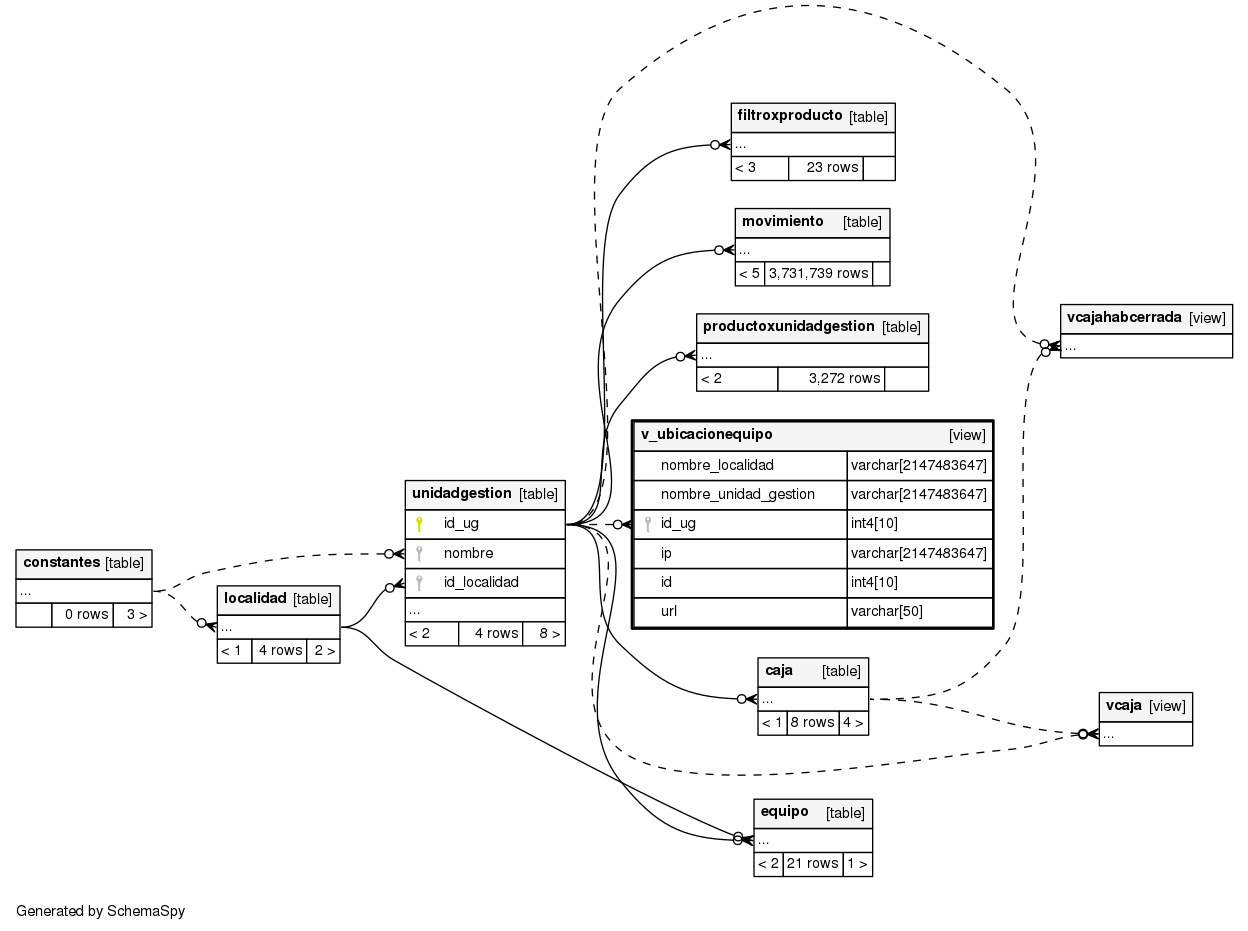 filtroxproducto [table]
...
< 3 23 rows
movimiento [table]
...
< 5 3,731,739 rows
productoxunidadgestion [table]
...
< 2 3,272 rows
vcajahabcerrada [view]
...
v_ubicacionequipo [view]
nombre_localidad varchar[2147483647]
nombre_unidad_gestion varchar[2147483647]
id_ug int4[10]
ip varchar[2147483647]
id int4[10]
url varchar[50]
unidadgestion [table]
id_ug
nombre
id_localidad
...
< 2 4 rows 8 >
constantes [table]
...
0 rows 3 >
localidad [table]
...
< 1 4 rows 2 >
caja [table]
...
< 1 8 rows 4 >
vcaja [view]
...
equipo [table]
...
< 2 21 rows 1 >
Generated by SchemaSpy